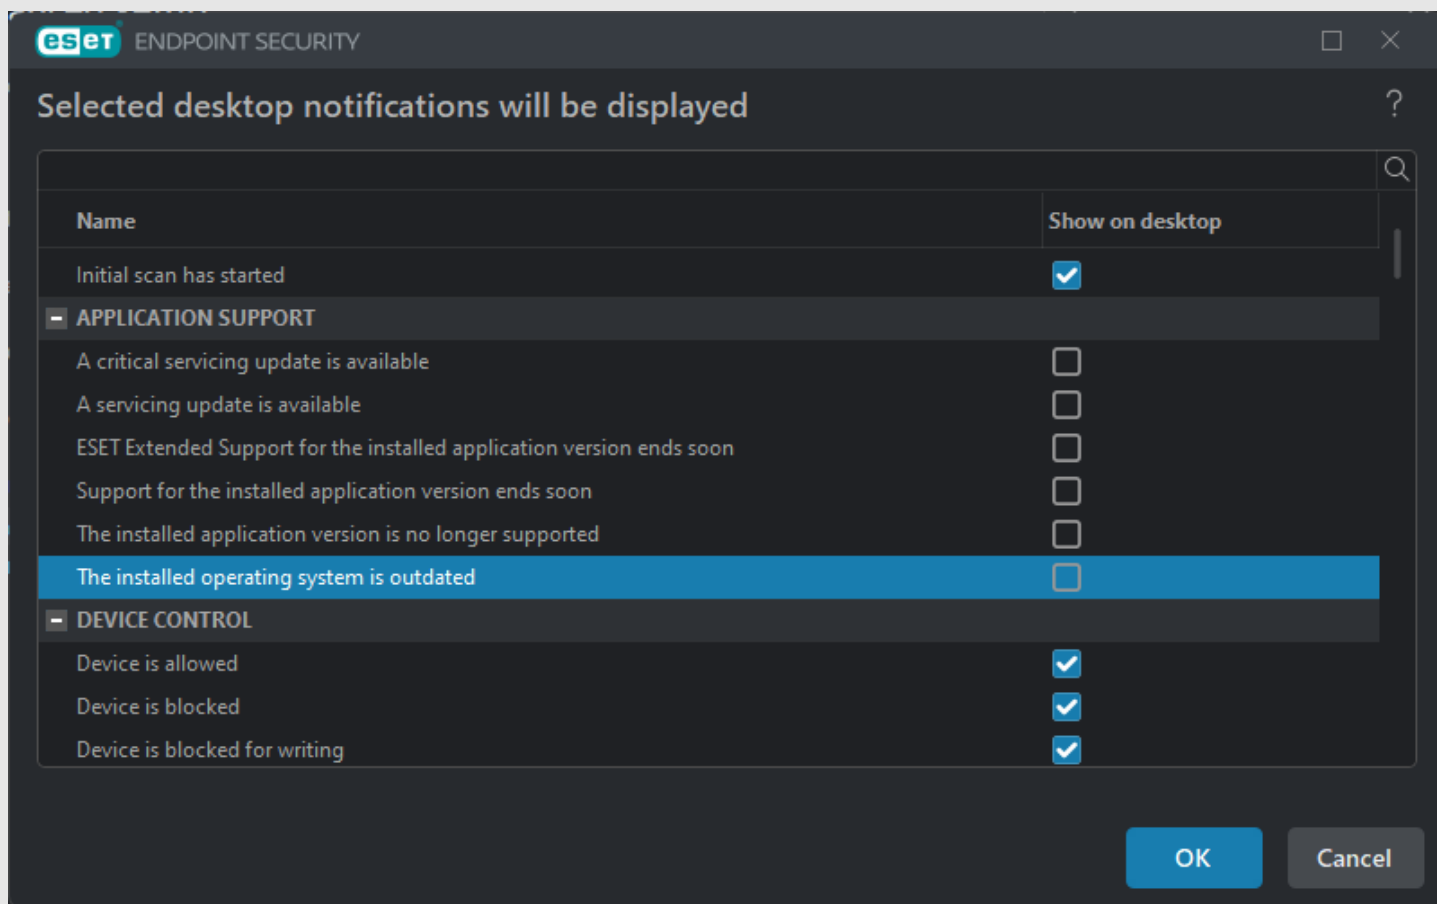 eset ENDPOINT SECURITY
Selected desktop notifications will be displayed
?
Name Show on desktop
Initial scan has started
APPLICATION SUPPORT
A critical servicing update is available
A servicing update is available
ESET Extended Support for the installed application version ends soon
Support for the installed application version ends soon
The installed application version is no longer supported
The installed operating system is outdated
DEVICE CONTROL
Device is allowed
Device is blocked
Device is blocked for writing
OK Cancel